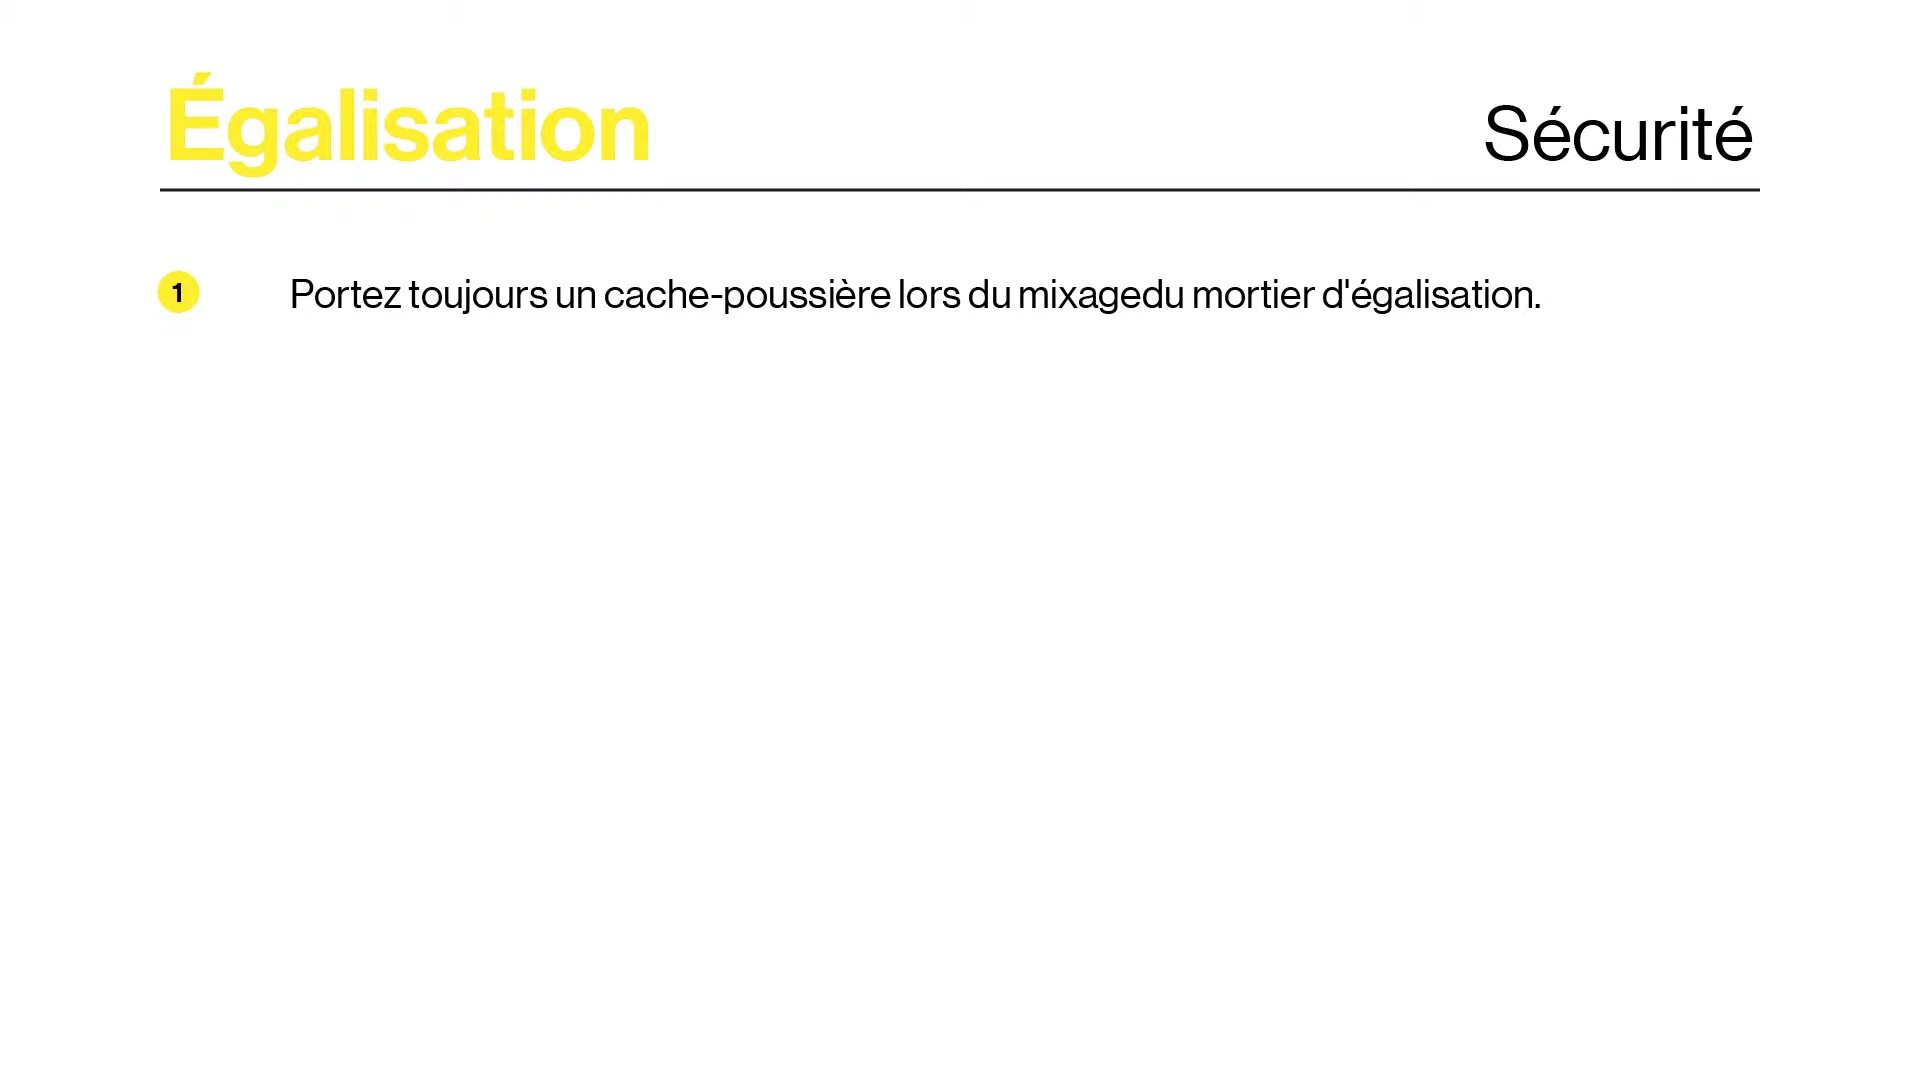 Égalisation
Sécurité
1 Portez toujours un cache-poussière lors du mixagedu mortier d'égalisation.